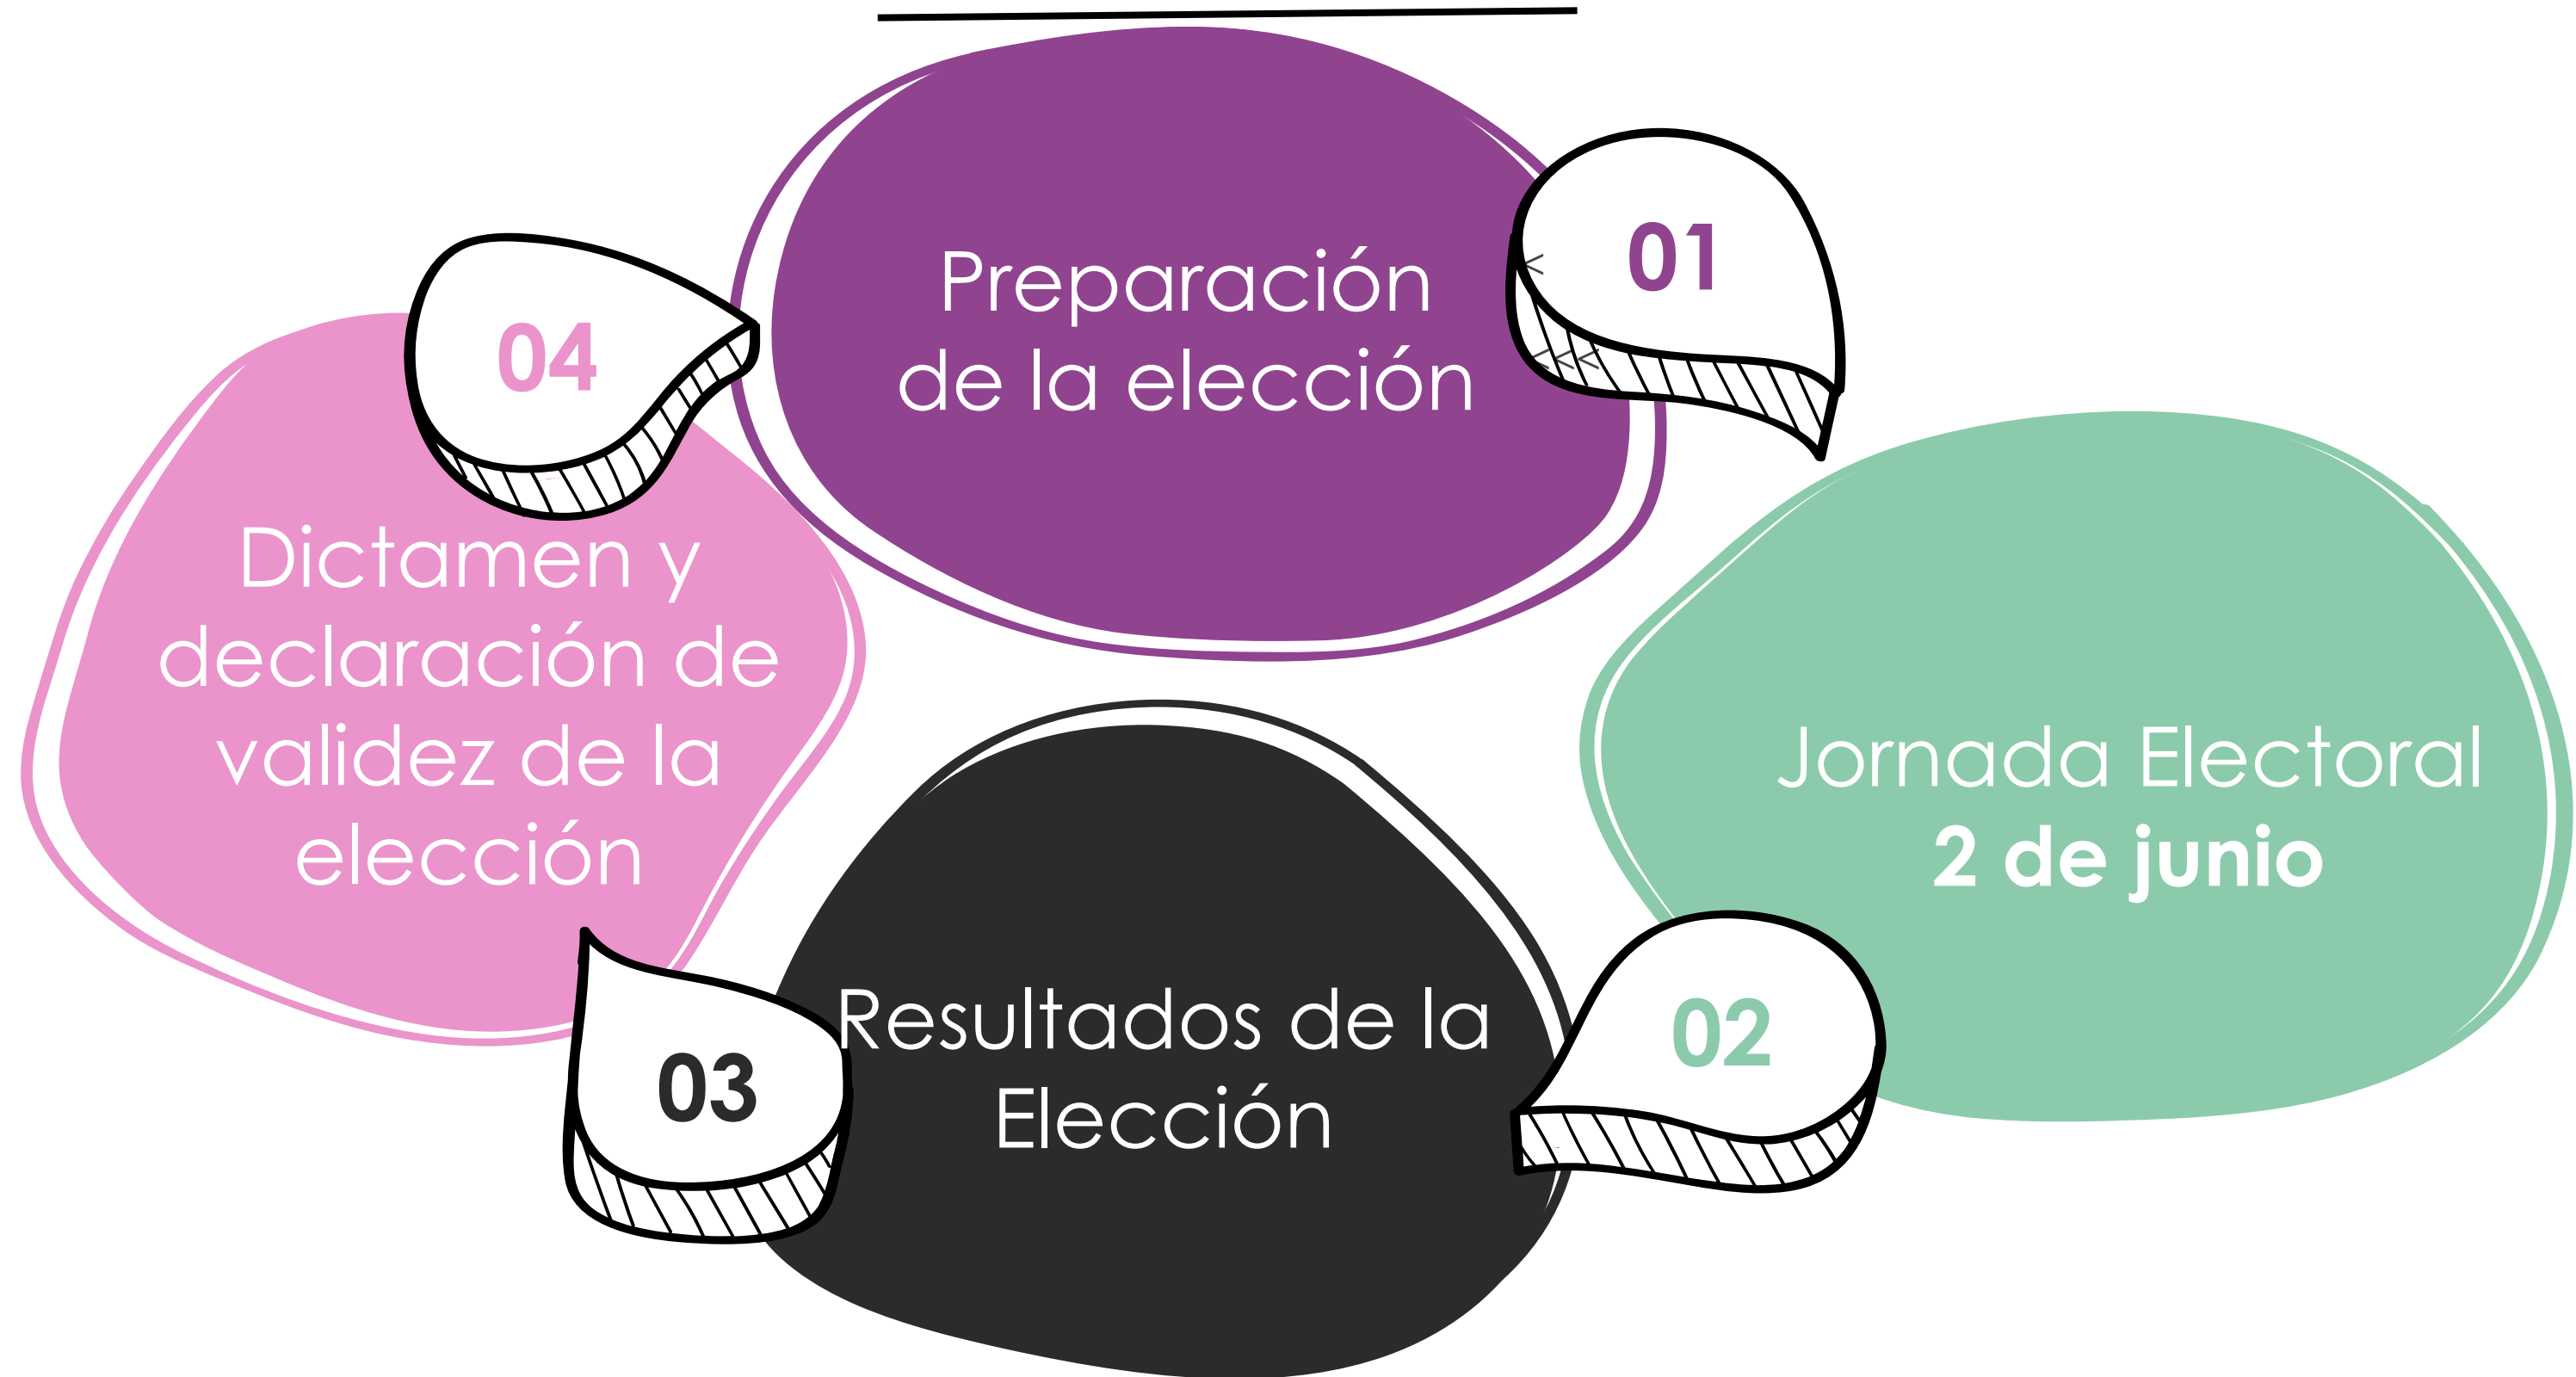 01
Preparación
de la elección
02
Jornada Electoral
2 de junio
03
Resultados de la
Elección
04
Dictamen y
declaración de
validez de la
elección